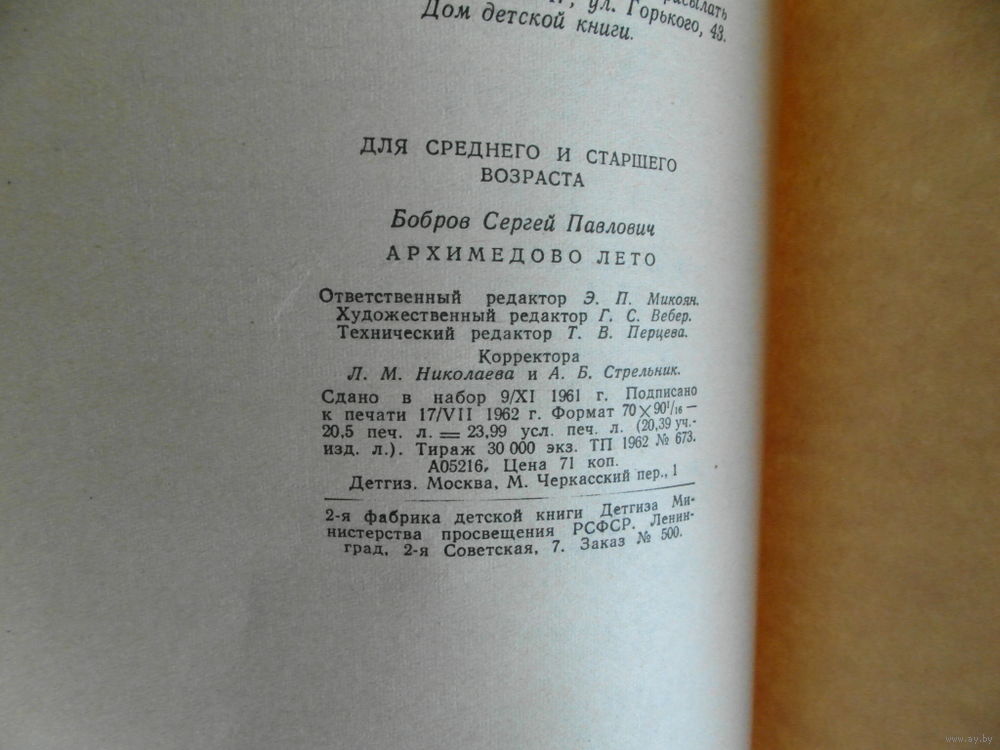 ул. Горького, 43.
Дом детской книги.
ДЛЯ СРЕДНЕГО И СТАРШЕГО
ВОЗРАСТА
Бобров Сергей Павлович
АРХИМЕДОВО ЛЕТО
Ответственный редактор Э. П. Микоян.
Художественный редактор Г. С. Вебер.
Технический редактор Т. В. Перцева.
Корректора
Л. М. Николаева и А. Б. Стрельник.
Сдано в набор 9/XI 1961 г. Подписано
к печати 17/VII 1962 г. Формат 70×90¹/₁₆ —
20,5 печ. л. = 23,99 усл. печ. л. (20,39 уч.-
изд. л.). Тираж 30 000 экз. ТП 1962 № 673.
А05216. Цена 71 коп.
Детгиз. Москва, М. Черкасский пер., 1
2-я фабрика детской книги Детгиза Ми-
нистерства просвещения РСФСР. Ленин-
град, 2-я Советская, 7. Заказ № 500.
www.ay.by